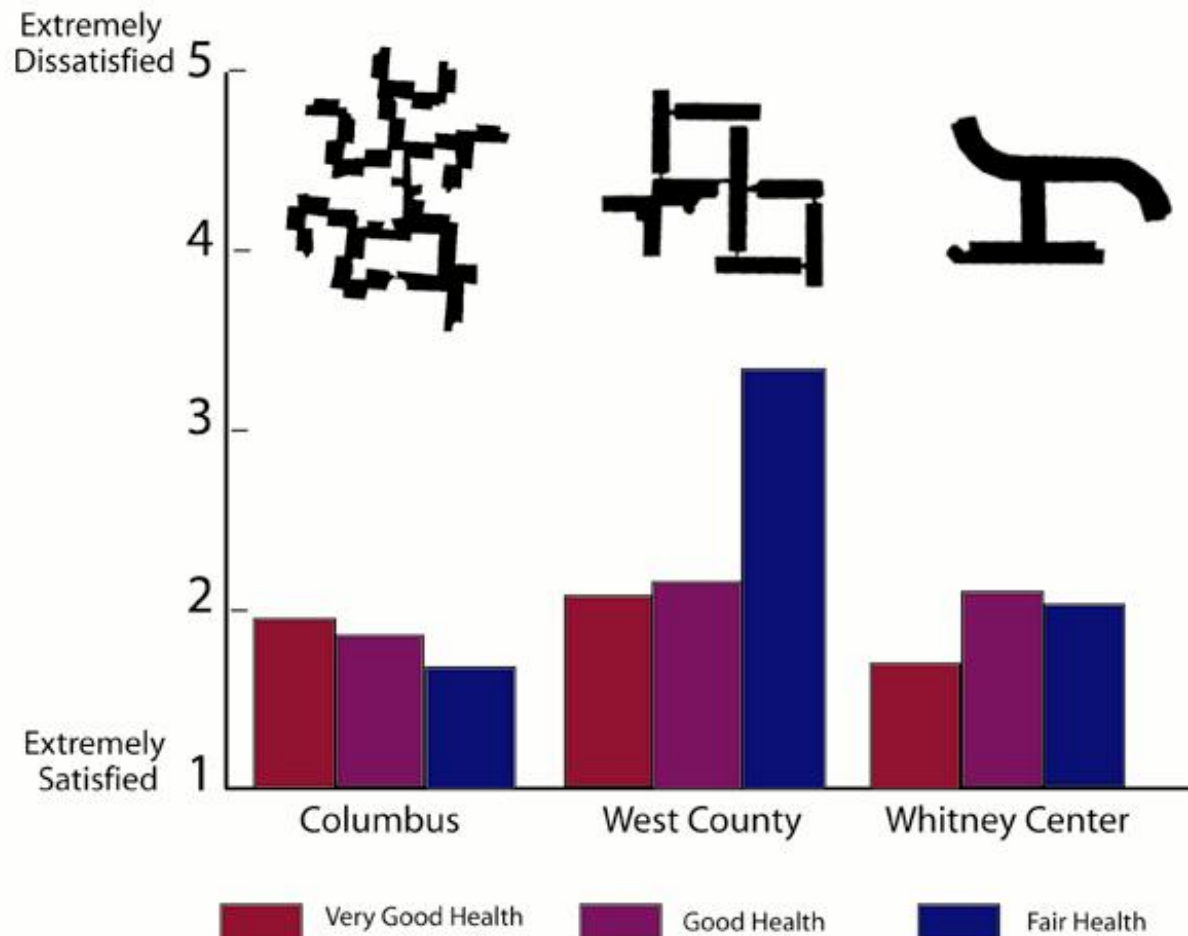 Extremely
Dissatisfied
5
4
3
2
Extremely
Satisfied
1
Columbus
West County
Whitney Center
Very Good Health
Good Health
Fair Health